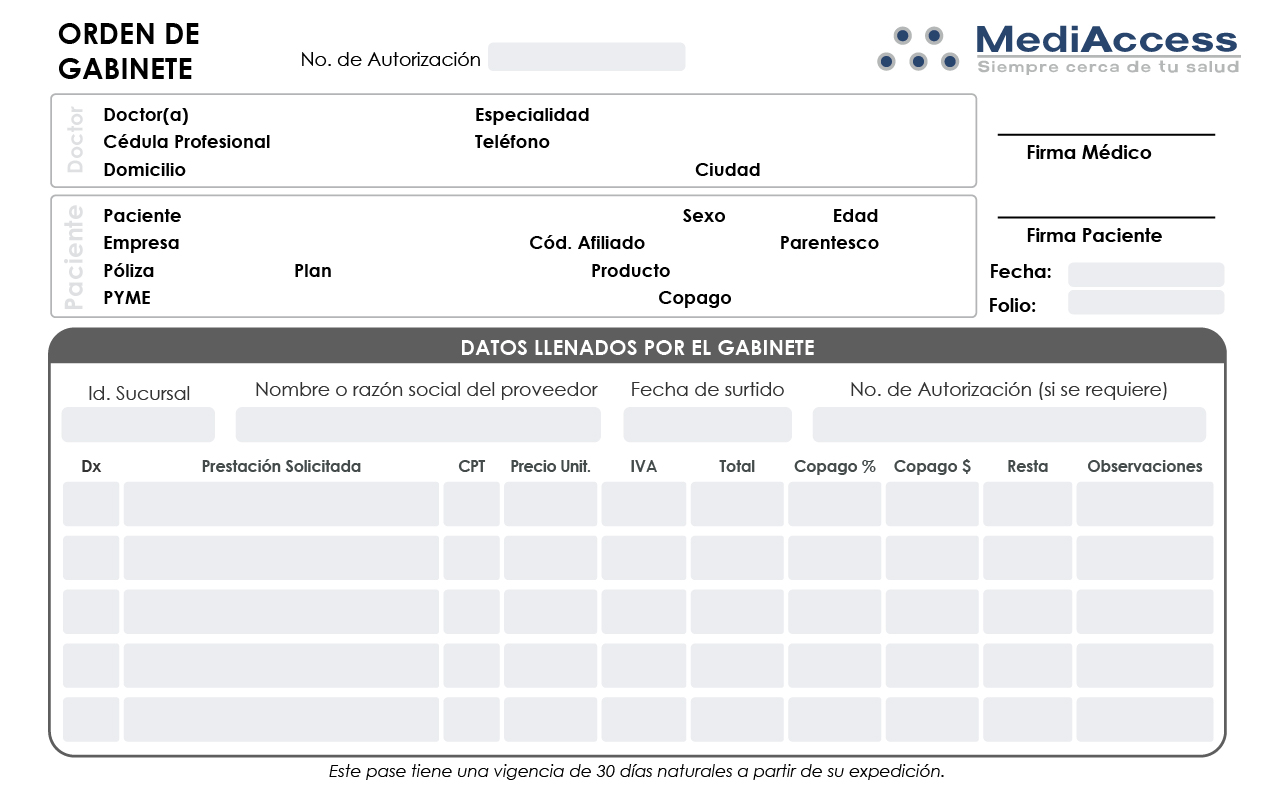 ORDEN DE
GABINETE
No. de Autorización
MediAccess
Siempre cerca de tu salud
Doctor
Doctor(a) Especialidad
Cédula Profesional Teléfono
Domicilio Ciudad
Firma Médico
Paciente
Paciente Sexo Edad
Empresa Cód. Afiliado Parentesco
Póliza Plan Producto
PYME Copago
Firma Paciente
Fecha:
Folio:
DATOS LLENADOS POR EL GABINETE
Id. Sucursal Nombre o razón social del proveedor Fecha de surtido No. de Autorización (si se requiere)
Dx Prestación Solicitada CPT Precio Unit. IVA Total Copago % Copago $ Resta Observaciones
Este pase tiene una vigencia de 30 días naturales a partir de su expedición.